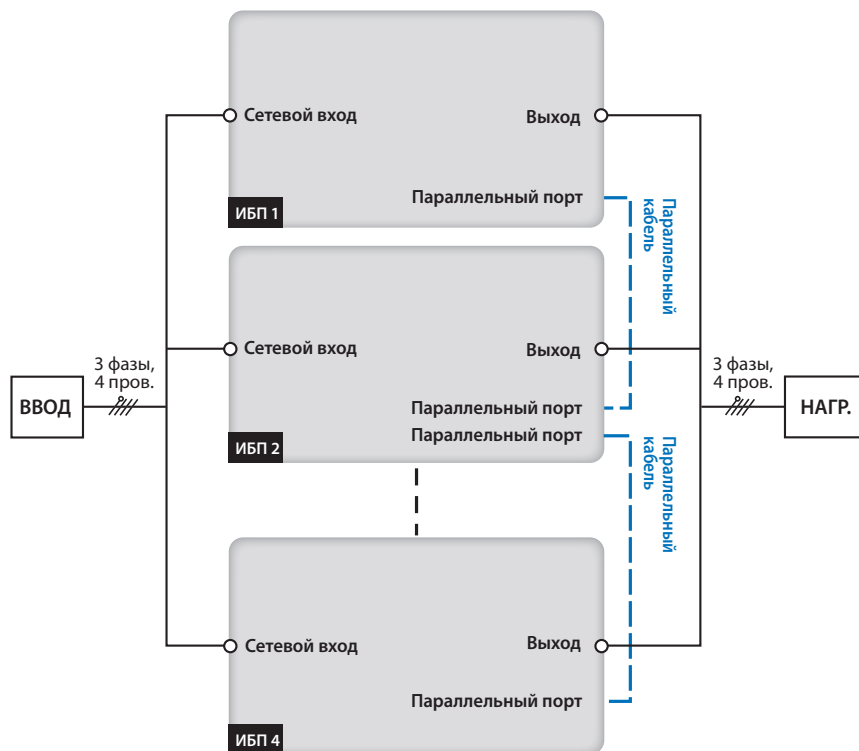 Сетевой вход
Выход
Параллельный порт
ИБП 1
Параллельный
кабель
Сетевой вход
Выход
3 фазы,
4 пров.
ВВОД
3 фазы,
4 пров.
НАГР.
Параллельный порт
Параллельный порт
ИБП 2
Параллельный
кабель
Сетевой вход
Выход
Параллельный порт
ИБП 4